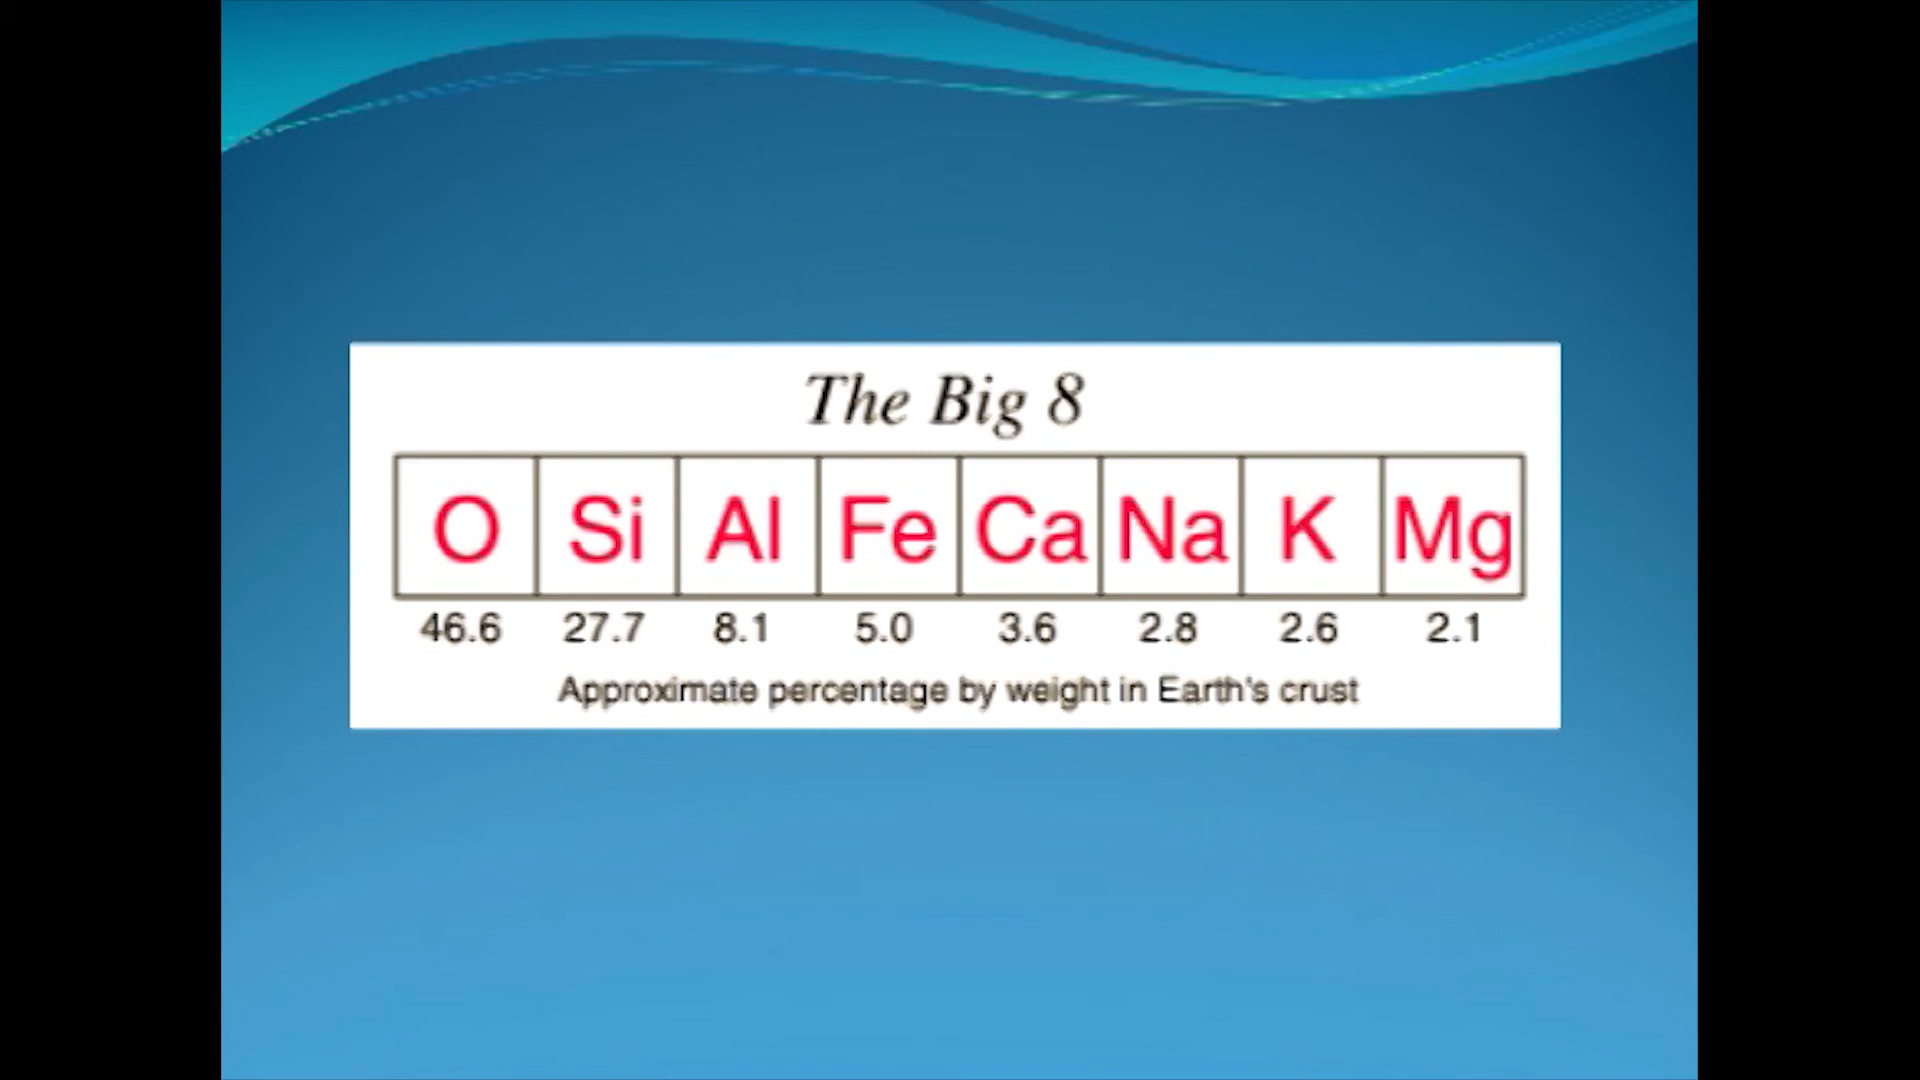 The Big 8
O Si Al Fe Ca Na K Mg
46.6 27.7 8.1 5.0 3.6 2.8 2.6 2.1
Approximate percentage by weight in Earth's crust